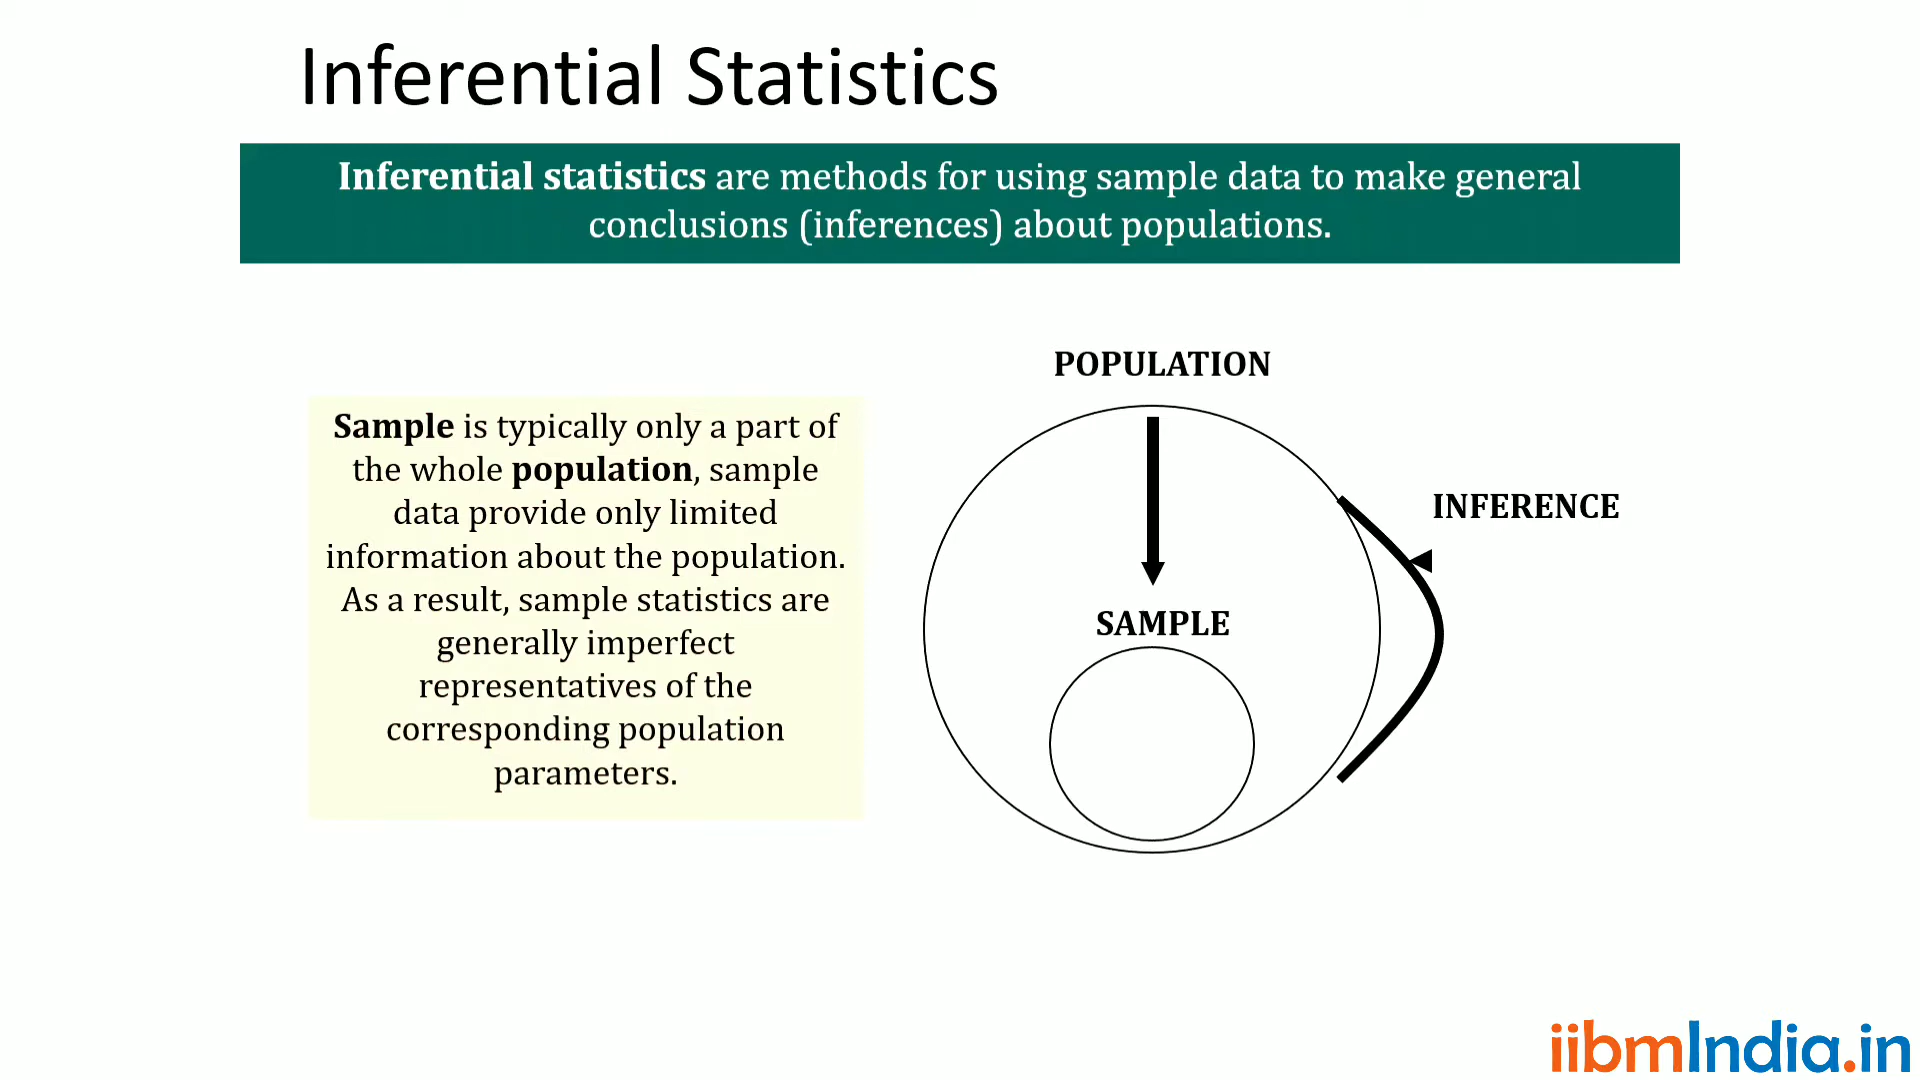 Inferential Statistics
Inferential statistics are methods for using sample data to make general
conclusions (inferences) about populations.
Sample is typically only a part of
the whole population, sample
data provide only limited
information about the population.
As a result, sample statistics are
generally imperfect
representatives of the
corresponding population
parameters.
POPULATION
INFERENCE
SAMPLE
iibmIndia.in